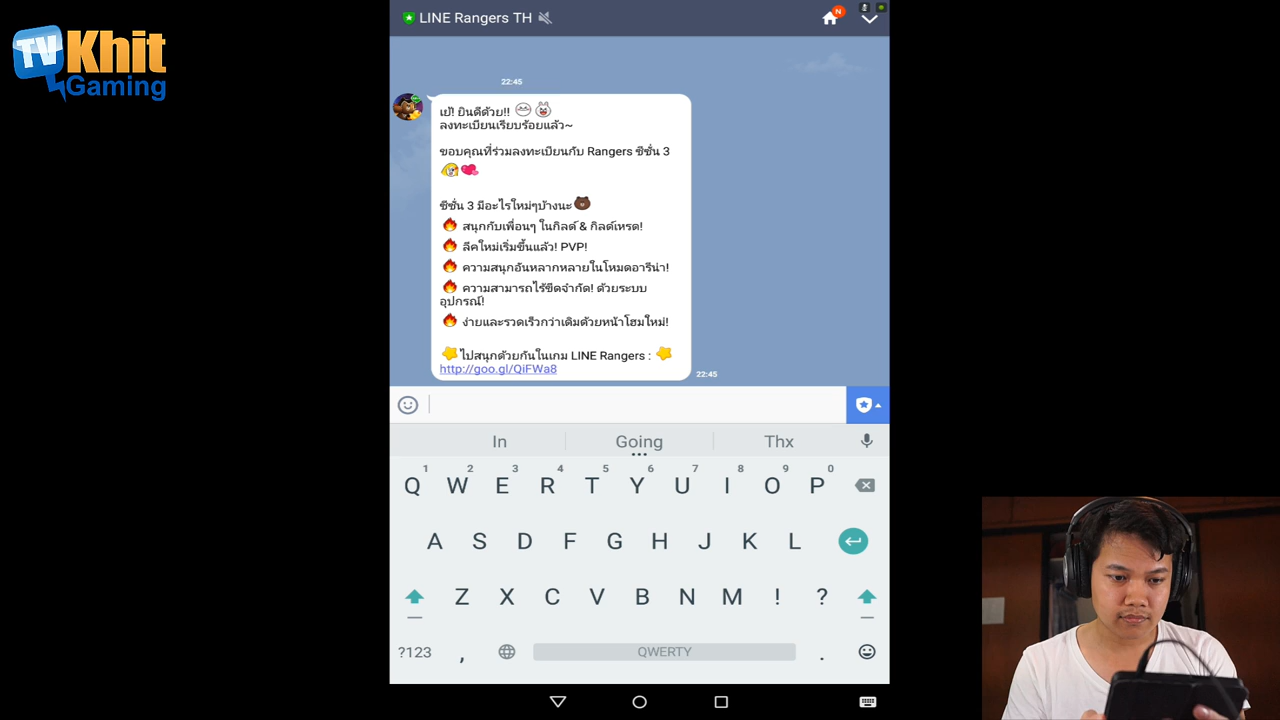 TV Khit
Gaming
LINE Rangers TH
N
22:45
เย้! ยินดีด้วย!!
ลงทะเบียนเรียบร้อยแล้ว~
ขอบคุณที่ร่วมลงทะเบียนกับ Rangers ซีซั่น 3
ซีซั่น 3 มีอะไรใหม่ๆบ้างนะ
สนุกกับเพื่อนๆ ในกิลด์ & กิลด์เหรด!
ลีคใหม่เริ่มขึ้นแล้ว! PVP!
ความสนุกอันหลากหลายในโหมดอารีน่า!
ความสามารถไร้ขีดจำกัด! ด้วยระบบ
อุปกรณ์!
ง่ายและรวดเร็วกว่าเดิมด้วยหน้าโฮมใหม่!
ไปสนุกด้วยกันในเกม LINE Rangers :
http://goo.gl/QiFWa8
22:45
In Going Thx
1 2 3 4 5 6 7 8 9 0
Q W E R T Y U I O P
A S D F G H J K L
Z X C V B N M ! ?
?123 , QWERTY .